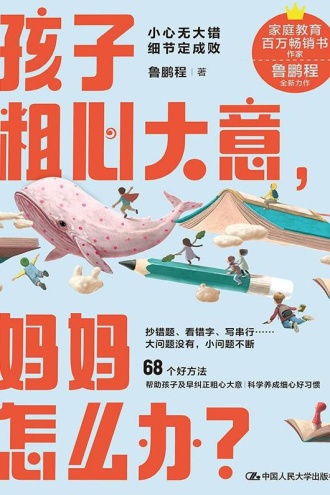 孩子
小心无大错
细节定成败
鲁鹏程 | 著
家庭教育
百万畅销书
作家
鲁鹏程
全新力作
粗心大意，
抄错题、看错字、写串行……
大问题没有，小问题不断
68 个好方法
帮助孩子及早纠正粗心大意 | 科学养成细心好习惯
妈妈
怎么办？
中国人民大学出版社